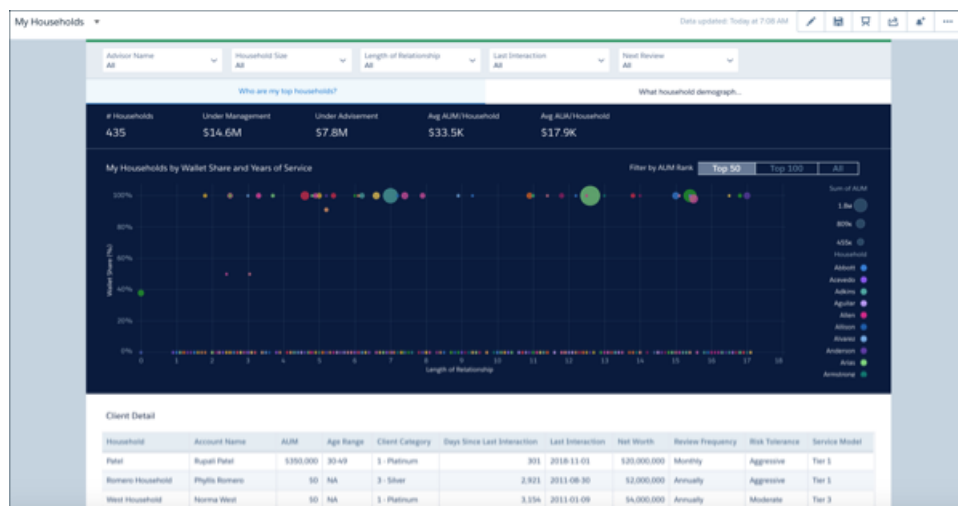 My Households
Data updated: Today at 7:08 AM
Advisor Name Household Size Length of Relationship Last Interaction Next Review
All All All All All
Who are my top households? What household demograph...
# Households Under Management Under Advisement Avg AUM/Household Avg AUA/Household
435 $14.6M $7.8M $33.5K $17.9K
My Households by Wallet Share and Years of Service
Filter by AUM Rank Top 50 Top 100 All
Sum of AUM
1.8m
809k
455k
Household
Abbott
Acevedo
Adkins
Aguilar
Allen
Allison
Alvarez
Anderson
Arias
Armstrong
Wallet Share (%)
100%
80%
60%
40%
20%
0%
0 1 2 3 4 5 6 7 8 9 10 11 12 13 14 15 16 17 18
Length of Relationship
Client Detail
Household Account Name AUM Age Range Client Category Days Since Last Interaction Last Interaction Net Worth Review Frequency Risk Tolerance Service Model
Patel Rupali Patel $350,000 30-49 1 - Platinum 301 2018-11-01 $20,000,000 Monthly Aggressive Tier 1
Romero Household Phyllis Romero $0 NA 3 - Silver 2,921 2011-08-30 $2,000,000 Annually Aggressive Tier 1
West Household Norma West $0 NA 1 - Platinum 3,154 2011-01-09 $4,000,000 Annually Moderate Tier 3